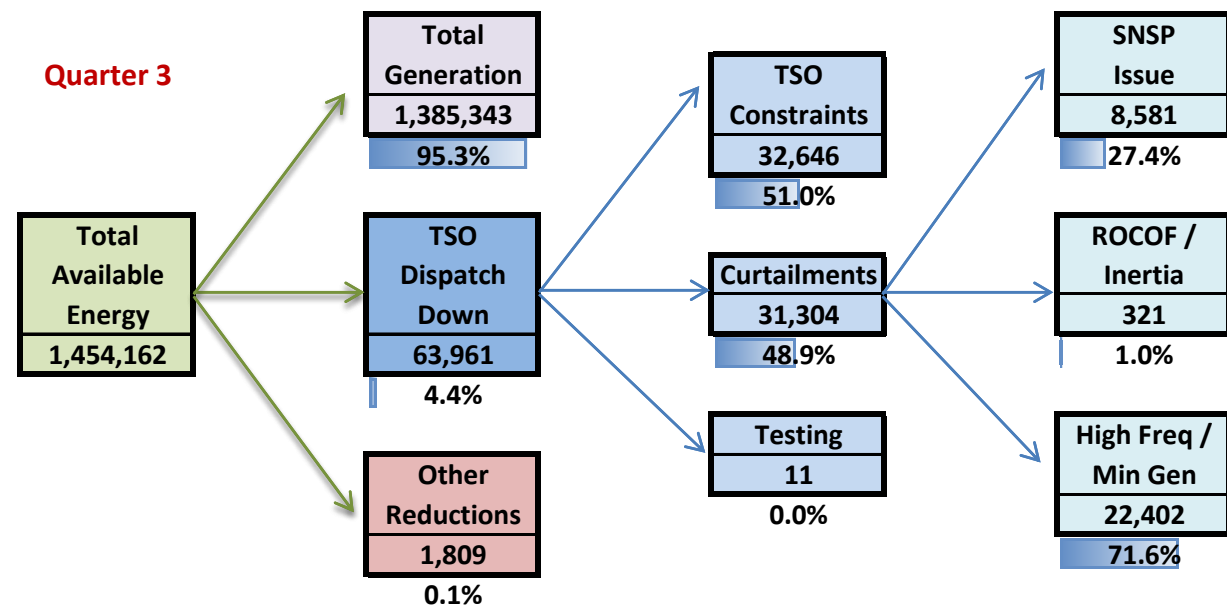 Quarter 3
Total
Available
Energy
1,454,162
Total
Generation
1,385,343
95.3%
TSO
Dispatch
Down
63,961
4.4%
Other
Reductions
1,809
0.1%
TSO
Constraints
32,646
51.0%
Curtailments
31,304
48.9%
Testing
11
0.0%
SNSP
Issue
8,581
27.4%
ROCOF /
Inertia
321
1.0%
High Freq /
Min Gen
22,402
71.6%